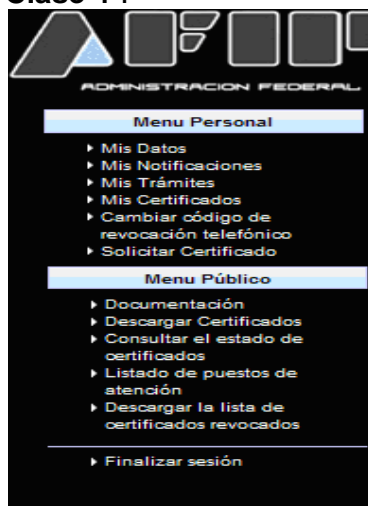 AFIP
ADMINISTRACION FEDERAL
Menu Personal
Mis Datos
Mis Notificaciones
Mis Trámites
Mis Certificados
Cambiar código de
revocación telefónico
Solicitar Certificado
Menu Público
Documentación
Descargar Certificados
Consultar el estado de
certificados
Listado de puestos de
atención
Descargar la lista de
certificados revocados
Finalizar sesión